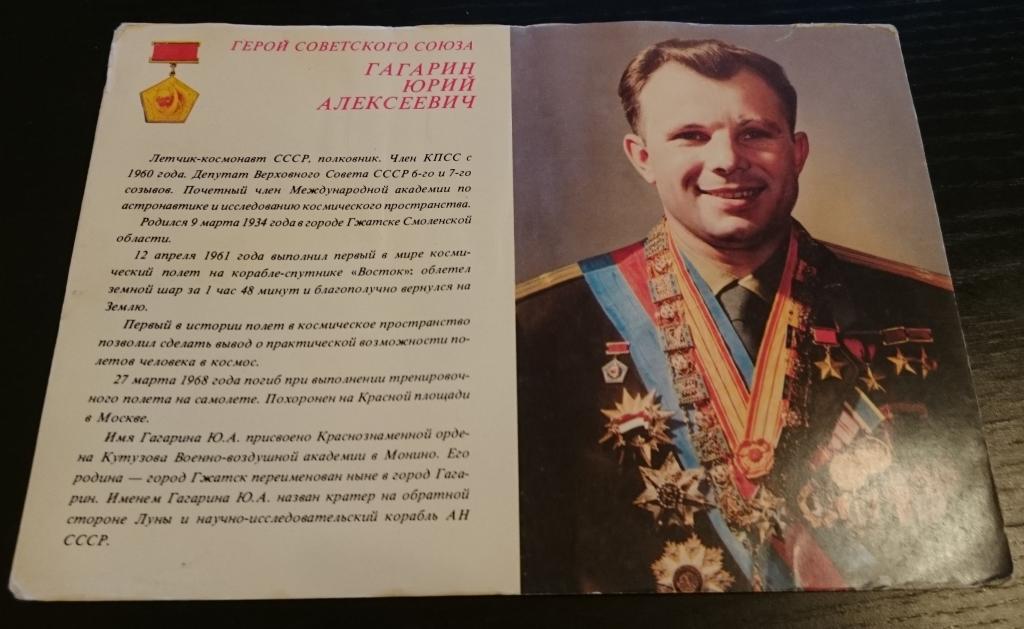 ГЕРОЙ СОВЕТСКОГО СОЮЗА
ГАГАРИН
ЮРИЙ
АЛЕКСЕЕВИЧ
Летчик-космонавт СССР, полковник. Член КПСС с
1960 года. Депутат Верховного Совета СССР 6-го и 7-го
созывов. Почетный член Международной академии по
астронавтике и исследованию космического пространства.
Родился 9 марта 1934 года в городе Гжатске Смоленской
области.
12 апреля 1961 года выполнил первый в мире косми-
ческий полет на корабле-спутнике «Восток»: облетел
земной шар за 1 час 48 минут и благополучно вернулся на
Землю.
Первый в истории полет в космическое пространство
позволил сделать вывод о практической возможности по-
летов человека в космос.
27 марта 1968 года погиб при выполнении тренировоч-
ного полета на самолете. Похоронен на Красной площади
в Москве.
Имя Гагарина Ю.А. присвоено Краснознаменной орде-
на Кутузова Военно-воздушной академии в Монино. Его
родина — город Гжатск переименован ныне в город Гага-
рин. Именем Гагарина Ю.А. назван кратер на обратной
стороне Луны и научно-исследовательский корабль АН
СССР.